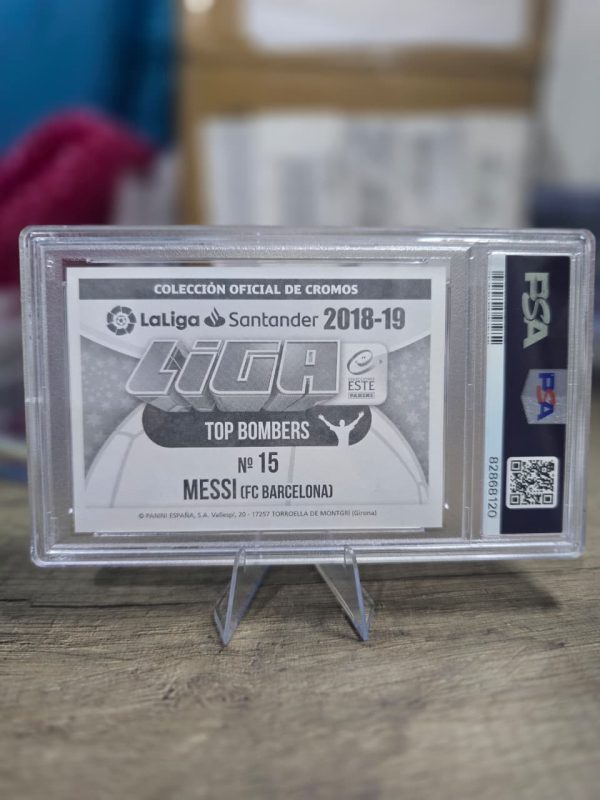 COLECCIÓN OFICIAL DE CROMOS
LaLiga Santander 2018-19
LiGA
COLECCIONES
ESTE
PANINI
TOP BOMBERS
Nº 15
MESSI (FC BARCELONA)
© PANINI ESPAÑA, S.A. Vallespí, 20 - 17257 TORROELLA DE MONTGRÍ (Girona)
PSA
PSA
82868120